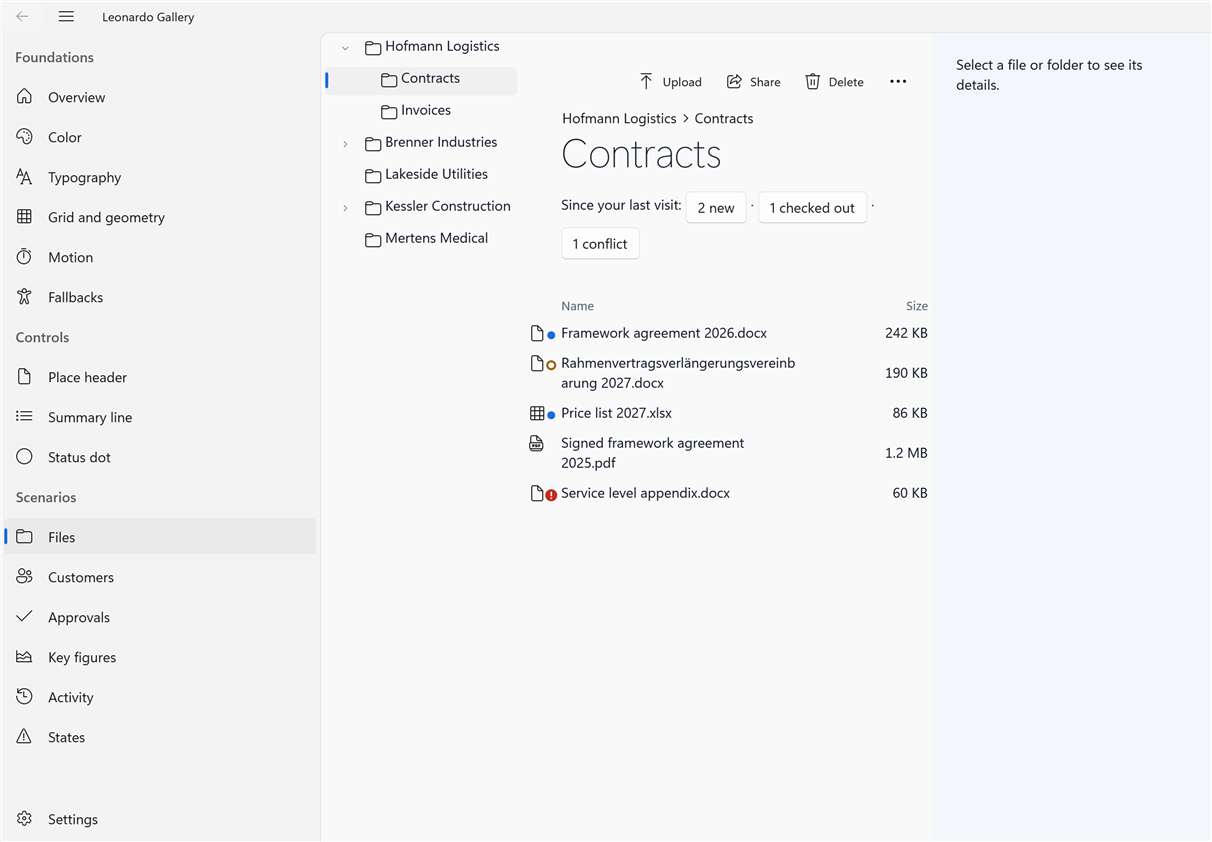 Leonardo Gallery
Foundations
Overview
Color
Typography
Grid and geometry
Motion
Fallbacks
Controls
Place header
Summary line
Status dot
Scenarios
Files
Customers
Approvals
Key figures
Activity
States
Settings
Hofmann Logistics
Contracts
Invoices
Brenner Industries
Lakeside Utilities
Kessler Construction
Mertens Medical
Upload Share Delete
Hofmann Logistics > Contracts
Contracts
Since your last visit: 2 new · 1 checked out ·
1 conflict
Name Size
Framework agreement 2026.docx 242 KB
Rahmenvertragsverlängerungsvereinb
arung 2027.docx 190 KB
Price list 2027.xlsx 86 KB
PDF
Signed framework agreement
2025.pdf 1.2 MB
Service level appendix.docx 60 KB
Select a file or folder to see its
details.